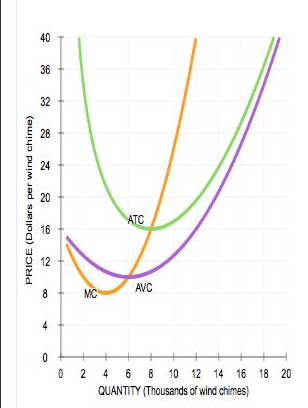 PRICE (Dollars per wind chime)
40
36
32
28
24
20
16
12
8
4
0
ATC
MC
AVC
0 2 4 6 8 10 12 14 16 18 20
QUANTITY (Thousands of wind chimes)